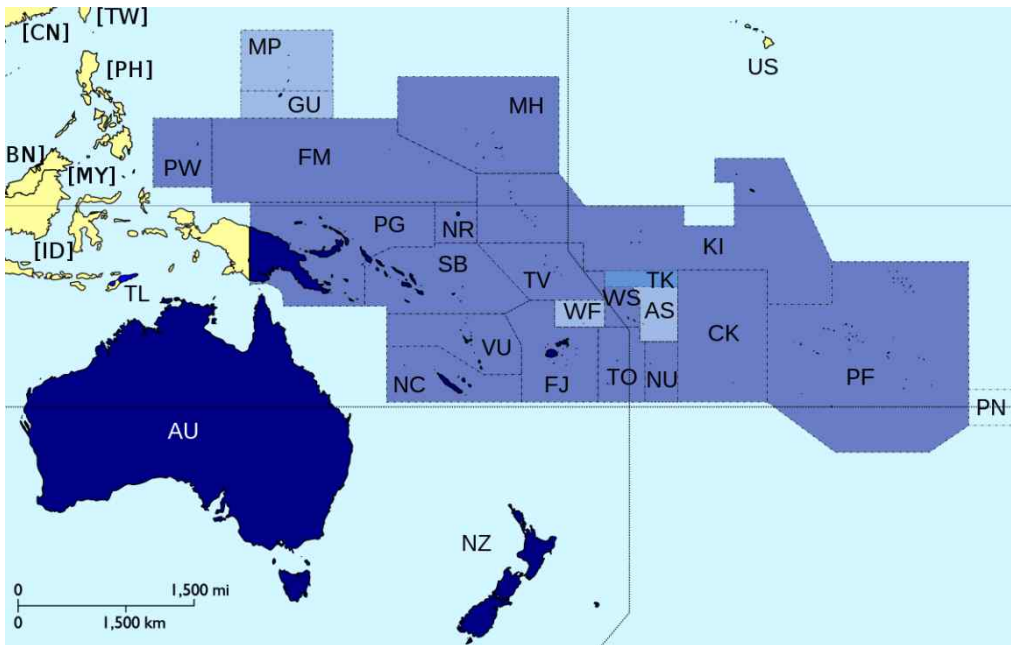 [TW]
[CN]
MP
[PH]
US
GU
MH
BN]
PW
FM
[MY]
PG
NR
[ID]
SB
KI
TL
TV
TK
WS
WF
AS
CK
VU
NC
FJ
TO
NU
PF
PN
AU
NZ
0
1,500 mi
0
1,500 km